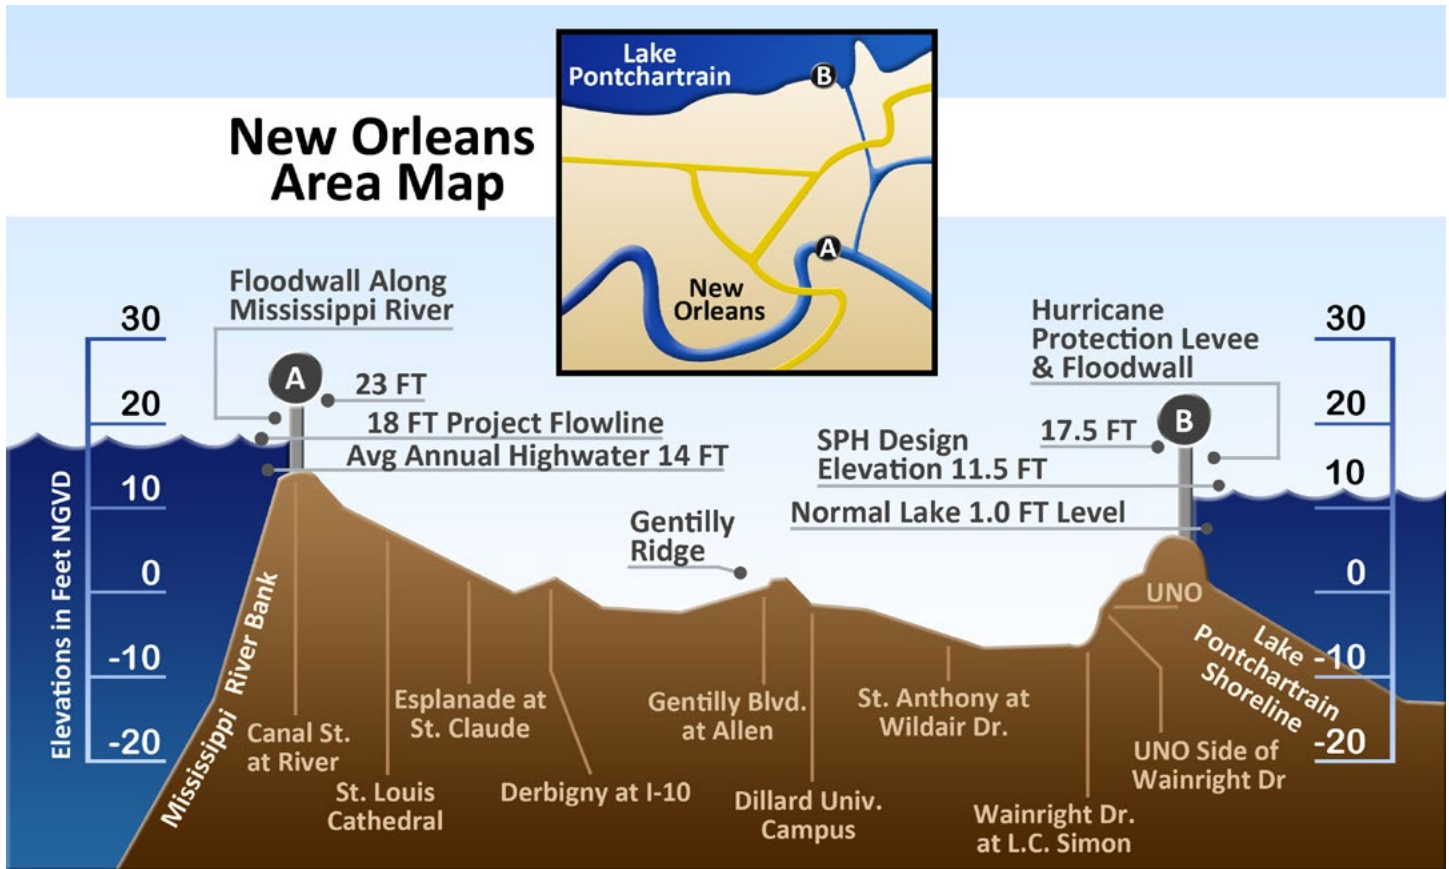 New Orleans
Area Map
Lake
Pontchartrain
B
A
New
Orleans
Floodwall Along
Mississippi River
A
23 FT
18 FT Project Flowline
Avg Annual Highwater 14 FT
Gentilly
Ridge
Hurricane
Protection Levee
& Floodwall
17.5 FT
B
SPH Design
Elevation 11.5 FT
Normal Lake 1.0 FT Level
Elevations in Feet NGVD
30
20
10
0
-10
-20
30
20
10
0
-10
-20
Mississippi River Bank
Canal St.
at River
St. Louis
Cathedral
Esplanade at
St. Claude
Derbigny at I-10
Gentilly Blvd.
at Allen
Dillard Univ.
Campus
St. Anthony at
Wildair Dr.
Wainright Dr.
at L.C. Simon
UNO
UNO Side of
Wainright Dr
Lake
Pontchartrain
Shoreline